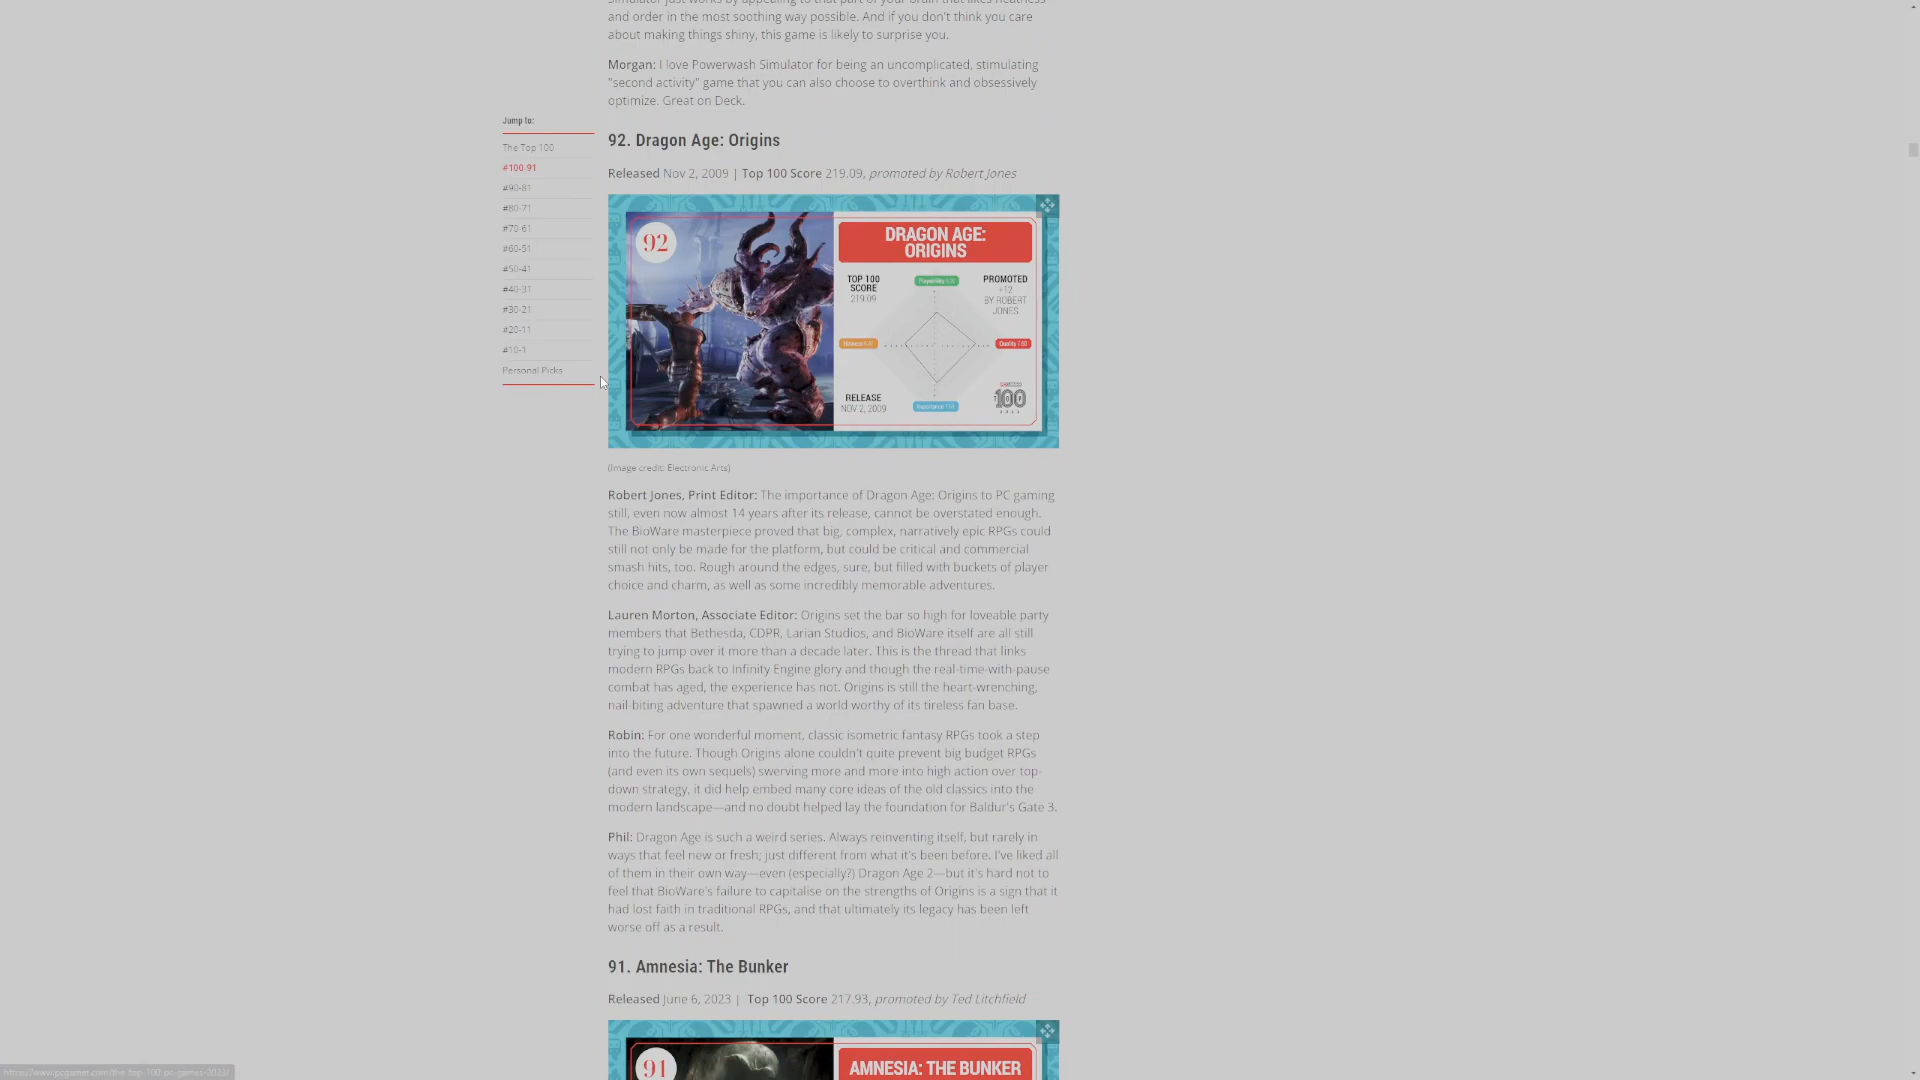 Simulator just works by appealing to that part of your brain that likes neatness
and order in the most soothing way possible. And if you don't think you care
about making things shiny, this game is likely to surprise you.
Morgan: I love Powerwash Simulator for being an uncomplicated, stimulating
"second activity" game that you can also choose to overthink and obsessively
optimize. Great on Deck.
Jump to:
The Top 100
#100-91
#90-81
#80-71
#70-61
#60-51
#50-41
#40-31
#30-21
#20-11
#10-1
Personal Picks
92. Dragon Age: Origins
Released Nov 2, 2009 | Top 100 Score 219.09, promoted by Robert Jones
92
DRAGON AGE:
ORIGINS
TOP 100
SCORE
219.09
PROMOTED
+12
BY ROBERT
JONES
Playability
Hotness
Quality 7.60
Importance
RELEASE
NOV 2, 2009
TOP
100
(Image credit: Electronic Arts)
Robert Jones, Print Editor: The importance of Dragon Age: Origins to PC gaming
still, even now almost 14 years after its release, cannot be overstated enough.
The BioWare masterpiece proved that big, complex, narratively epic RPGs could
still not only be made for the platform, but could be critical and commercial
smash hits, too. Rough around the edges, sure, but filled with buckets of player
choice and charm, as well as some incredibly memorable adventures.
Lauren Morton, Associate Editor: Origins set the bar so high for loveable party
members that Bethesda, CDPR, Larian Studios, and BioWare itself are all still
trying to jump over it more than a decade later. This is the thread that links
modern RPGs back to Infinity Engine glory and though the real-time-with-pause
combat has aged, the experience has not. Origins is still the heart-wrenching,
nail-biting adventure that spawned a world worthy of its tireless fan base.
Robin: For one wonderful moment, classic isometric fantasy RPGs took a step
into the future. Though Origins alone couldn't quite prevent big budget RPGs
(and even its own sequels) swerving more and more into high action over top-
down strategy, it did help embed many core ideas of the old classics into the
modern landscape—and no doubt helped lay the foundation for Baldur's Gate 3.
Phil: Dragon Age is such a weird series. Always reinventing itself, but rarely in
ways that feel new or fresh; just different from what it's been before. I've liked all
of them in their own way—even (especially?) Dragon Age 2—but it's hard not to
feel that BioWare's failure to capitalise on the strengths of Origins is a sign that it
had lost faith in traditional RPGs, and that ultimately its legacy has been left
worse off as a result.
91. Amnesia: The Bunker
Released June 6, 2023 | Top 100 Score 217.93, promoted by Ted Litchfield
91
AMNESIA: THE BUNKER
https://www.pcgamer.com/the-top-100-pc-games-2023/